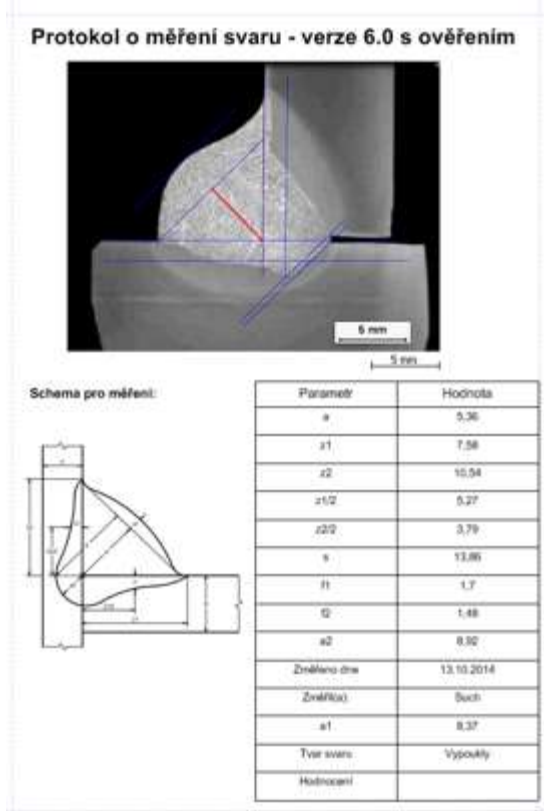 Protokol o měření svaru - verze 6.0 s ověřením
5 mm
5 mm
Schema pro měření:
Parametr Hodnota
a 5,36
z1 7,58
z2 10,54
z1/2 5,27
z2/2 3,79
s 13,86
f1 1,7
f2 1,48
a2 8,92
Změřeno dne 13.10.2014
Změřil(a) Such
a1 8,37
Tvar svaru Vypouklý
Hodnocení